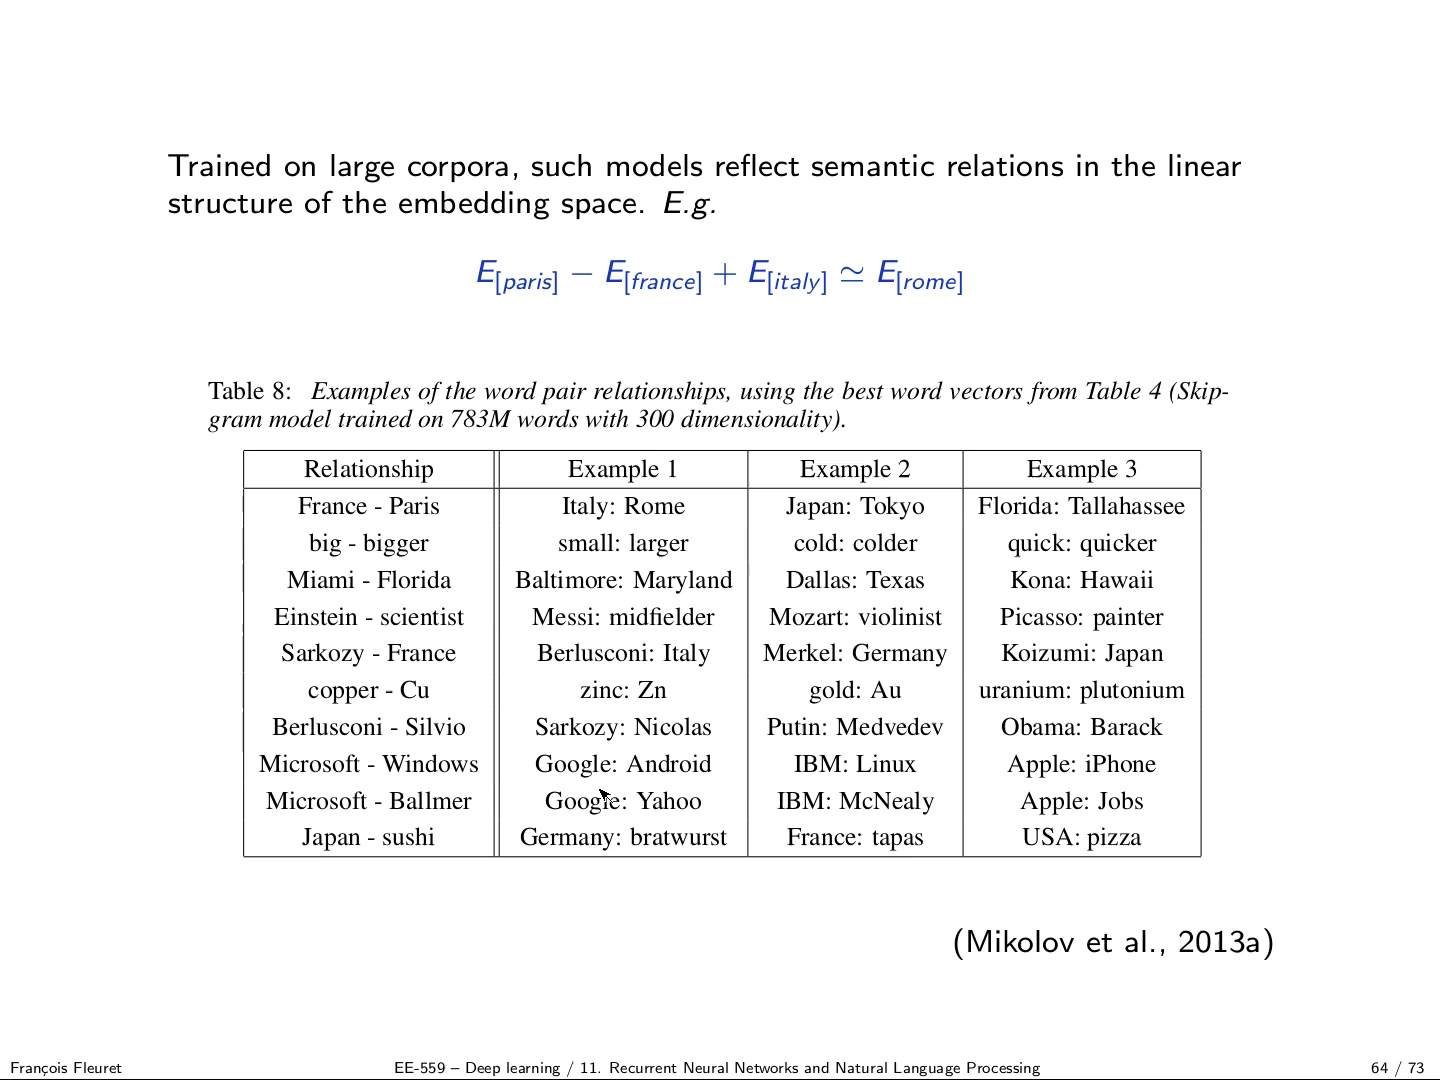 Trained on large corpora, such models reflect semantic relations in the linear
structure of the embedding space. E.g.
E[paris] − E[france] + E[italy] ≃ E[rome]
Table 8: Examples of the word pair relationships, using the best word vectors from Table 4 (Skip-
gram model trained on 783M words with 300 dimensionality).
Relationship Example 1 Example 2 Example 3
France - Paris Italy: Rome Japan: Tokyo Florida: Tallahassee
big - bigger small: larger cold: colder quick: quicker
Miami - Florida Baltimore: Maryland Dallas: Texas Kona: Hawaii
Einstein - scientist Messi: midfielder Mozart: violinist Picasso: painter
Sarkozy - France Berlusconi: Italy Merkel: Germany Koizumi: Japan
copper - Cu zinc: Zn gold: Au uranium: plutonium
Berlusconi - Silvio Sarkozy: Nicolas Putin: Medvedev Obama: Barack
Microsoft - Windows Google: Android IBM: Linux Apple: iPhone
Microsoft - Ballmer Google: Yahoo IBM: McNealy Apple: Jobs
Japan - sushi Germany: bratwurst France: tapas USA: pizza
(Mikolov et al., 2013a)
François Fleuret EE-559 – Deep learning / 11. Recurrent Neural Networks and Natural Language Processing 64 / 73